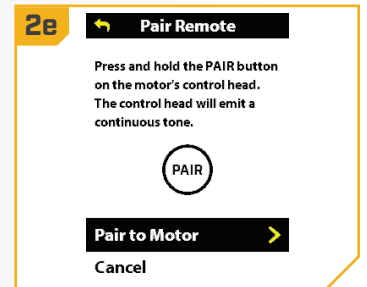 2e
Pair Remote
Press and hold the PAIR button
on the motor's control head.
The control head will emit a
continuous tone.
PAIR
Pair to Motor
Cancel